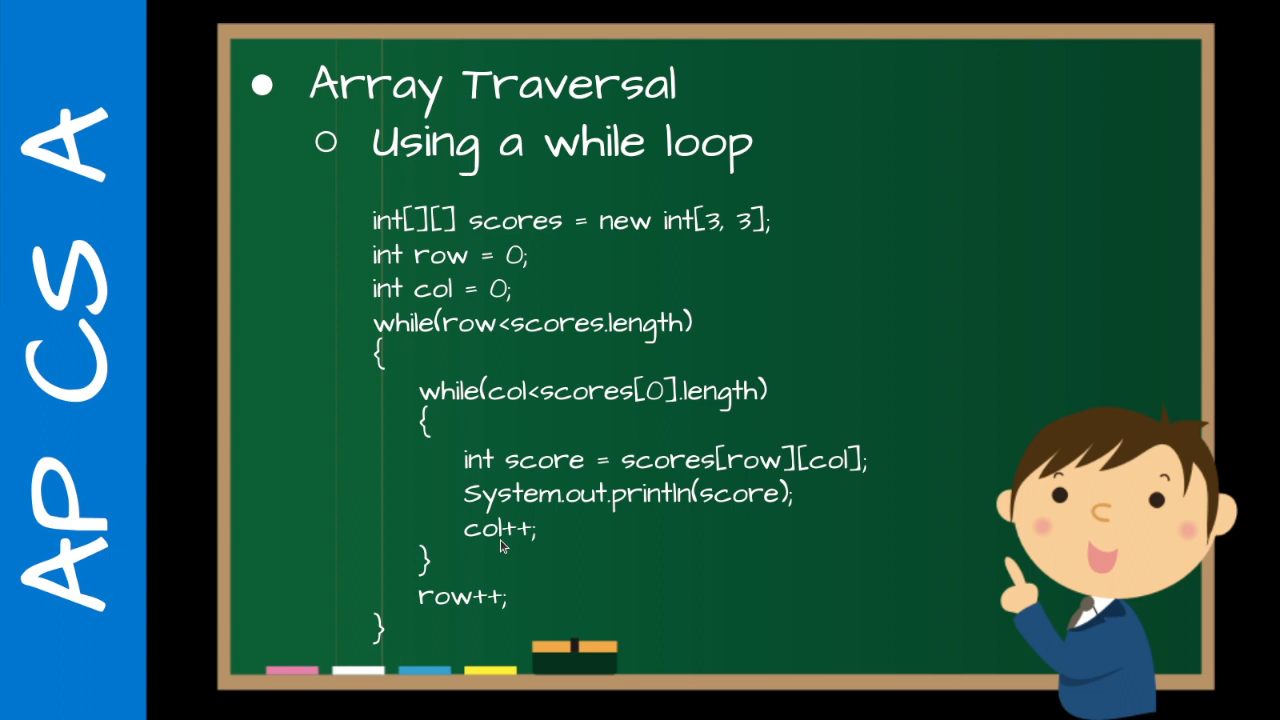 AP CS A
● Array Traversal
○ Using a while loop
int[][] scores = new int[3, 3];
int row = 0;
int col = 0;
while(row<scores.length)
{
while(col<scores[0].length)
{
int score = scores[row][col];
System.out.println(score);
col++;
}
row++;
}